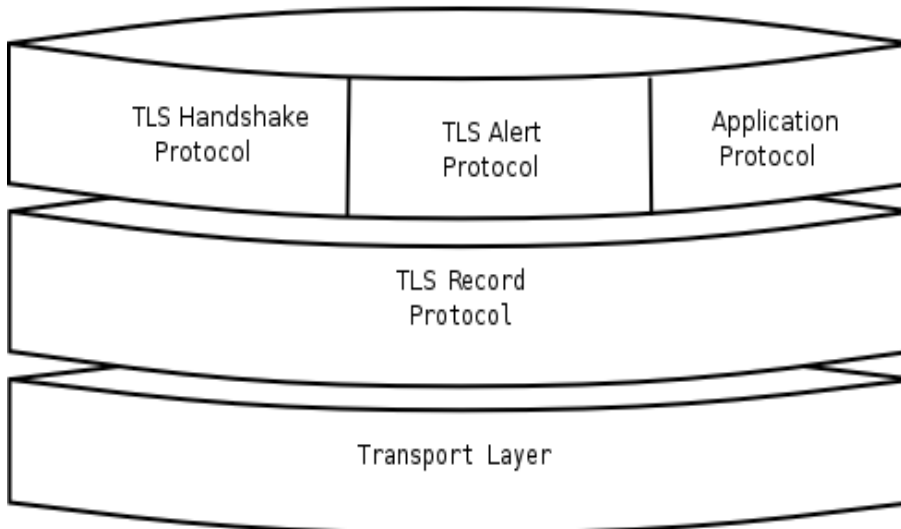 TLS Handshake
Protocol
TLS Alert
Protocol
Application
Protocol
TLS Record
Protocol
Transport Layer